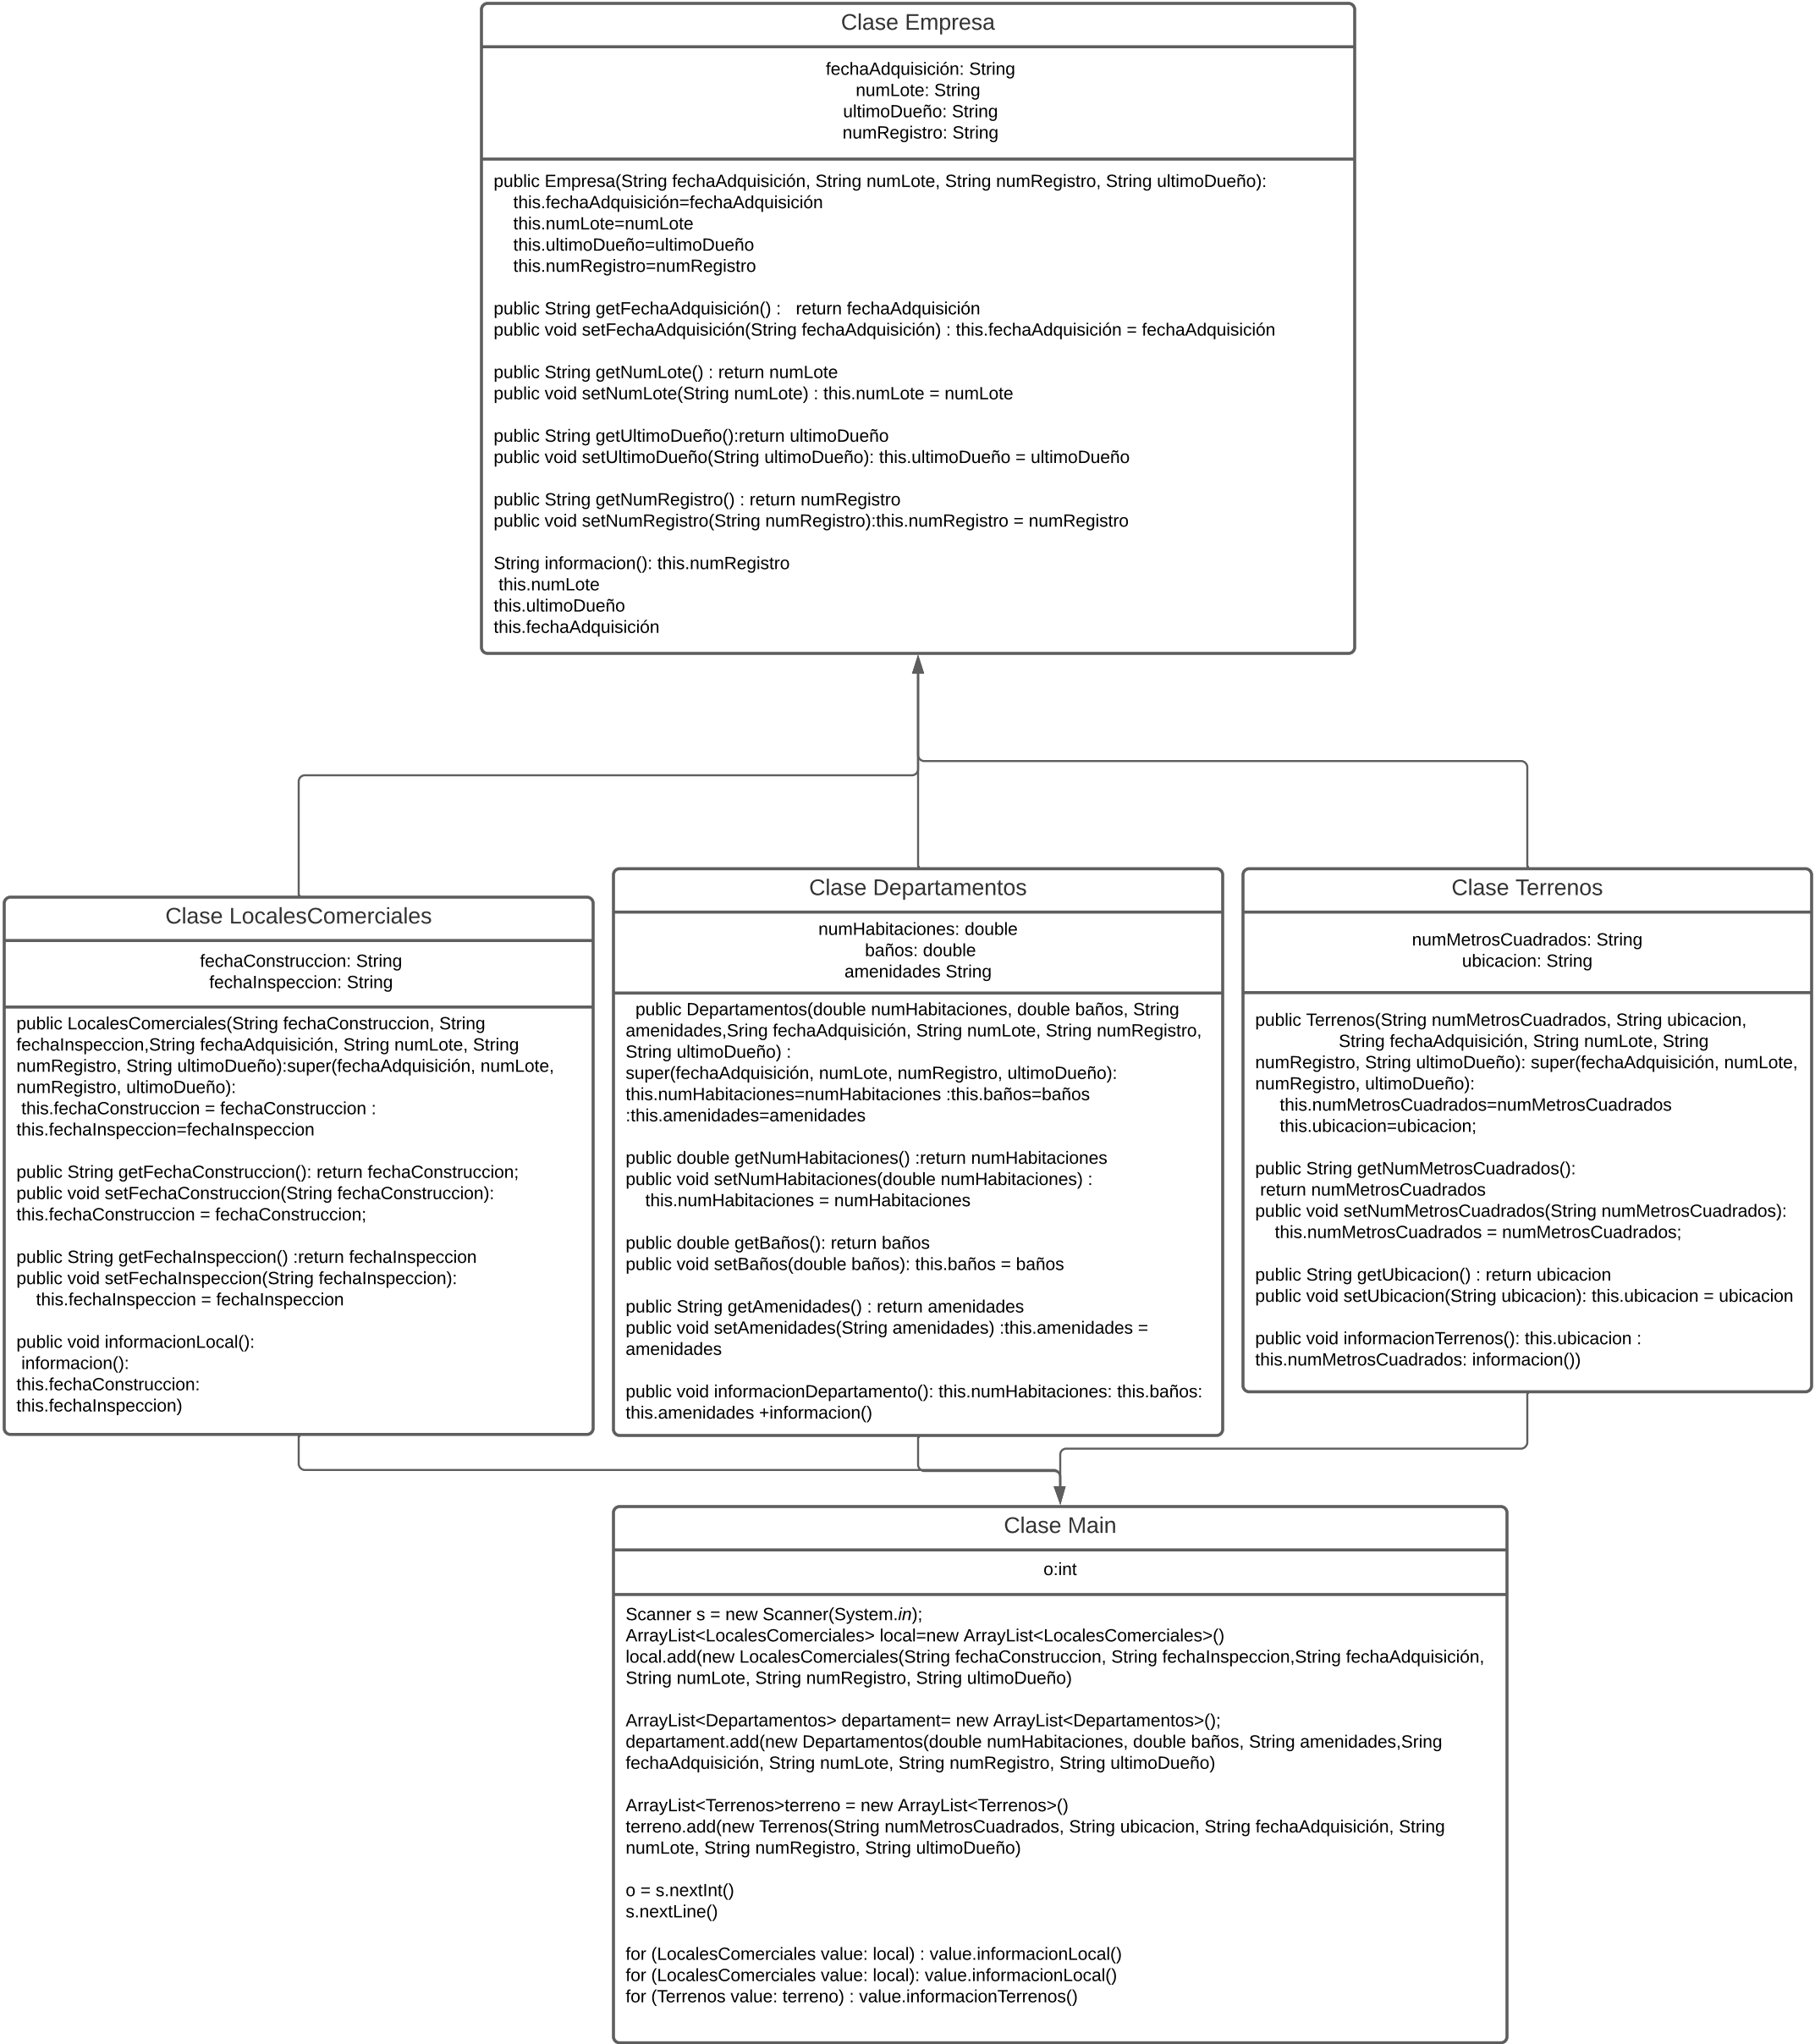 Clase Empresa
fechaAdquisición: String
numLote: String
ultimoDueño: String
numRegistro: String
public Empresa(String fechaAdquisición, String numLote, String numRegistro, String ultimoDueño):
this.fechaAdquisición=fechaAdquisición
this.numLote=numLote
this.ultimoDueño=ultimoDueño
this.numRegistro=numRegistro
public String getFechaAdquisición() :   return fechaAdquisición
public void setFechaAdquisición(String fechaAdquisición) : this.fechaAdquisición = fechaAdquisición
public String getNumLote() : return numLote
public void setNumLote(String numLote) : this.numLote = numLote
public String getUltimoDueño():return ultimoDueño
public void setUltimoDueño(String ultimoDueño): this.ultimoDueño = ultimoDueño
public String getNumRegistro() : return numRegistro
public void setNumRegistro(String numRegistro):this.numRegistro = numRegistro
String informacion(): this.numRegistro
this.numLote
this.ultimoDueño
this.fechaAdquisición
Clase LocalesComerciales
fechaConstruccion: String
fechaInspeccion: String
public LocalesComerciales(String fechaConstruccion, String
fechaInspeccion,String fechaAdquisición, String numLote, String
numRegistro, String ultimoDueño):super(fechaAdquisición, numLote,
numRegistro, ultimoDueño):
this.fechaConstruccion = fechaConstruccion :
this.fechaInspeccion=fechaInspeccion
public String getFechaConstruccion(): return fechaConstruccion;
public void setFechaConstruccion(String fechaConstruccion):
this.fechaConstruccion = fechaConstruccion;
public String getFechaInspeccion() :return fechaInspeccion
public void setFechaInspeccion(String fechaInspeccion):
this.fechaInspeccion = fechaInspeccion
public void informacionLocal():
informacion():
this.fechaConstruccion:
this.fechaInspeccion)
Clase Departamentos
numHabitaciones: double
baños: double
amenidades String
public Departamentos(double numHabitaciones, double baños, String
amenidades,Sring fechaAdquisición, String numLote, String numRegistro,
String ultimoDueño) :
super(fechaAdquisición, numLote, numRegistro, ultimoDueño):
this.numHabitaciones=numHabitaciones :this.baños=baños
:this.amenidades=amenidades
public double getNumHabitaciones() :return numHabitaciones
public void setNumHabitaciones(double numHabitaciones) :
this.numHabitaciones = numHabitaciones
public double getBaños(): return baños
public void setBaños(double baños): this.baños = baños
public String getAmenidades() : return amenidades
public void setAmenidades(String amenidades) :this.amenidades =
amenidades
public void informacionDepartamento(): this.numHabitaciones: this.baños:
this.amenidades +informacion()
Clase Terrenos
numMetrosCuadrados: String
ubicacion: String
public Terrenos(String numMetrosCuadrados, String ubicacion,
String fechaAdquisición, String numLote, String
numRegistro, String ultimoDueño): super(fechaAdquisición, numLote,
numRegistro, ultimoDueño):
this.numMetrosCuadrados=numMetrosCuadrados
this.ubicacion=ubicacion;
public String getNumMetrosCuadrados():
return numMetrosCuadrados
public void setNumMetrosCuadrados(String numMetrosCuadrados):
this.numMetrosCuadrados = numMetrosCuadrados;
public String getUbicacion() : return ubicacion
public void setUbicacion(String ubicacion): this.ubicacion = ubicacion
public void informacionTerrenos(): this.ubicacion :
this.numMetrosCuadrados: informacion())
Clase Main
o:int
Scanner s = new Scanner(System.in);
ArrayList<LocalesComerciales> local=new ArrayList<LocalesComerciales>()
local.add(new LocalesComerciales(String fechaConstruccion, String fechaInspeccion,String fechaAdquisición,
String numLote, String numRegistro, String ultimoDueño)
ArrayList<Departamentos> departament= new ArrayList<Departamentos>();
departament.add(new Departamentos(double numHabitaciones, double baños, String amenidades,Sring
fechaAdquisición, String numLote, String numRegistro, String ultimoDueño)
ArrayList<Terrenos>terreno = new ArrayList<Terrenos>()
terreno.add(new Terrenos(String numMetrosCuadrados, String ubicacion, String fechaAdquisición, String
numLote, String numRegistro, String ultimoDueño)
o = s.nextInt()
s.nextLine()
for (LocalesComerciales value: local) : value.informacionLocal()
for (LocalesComerciales value: local): value.informacionLocal()
for (Terrenos value: terreno) : value.informacionTerrenos()